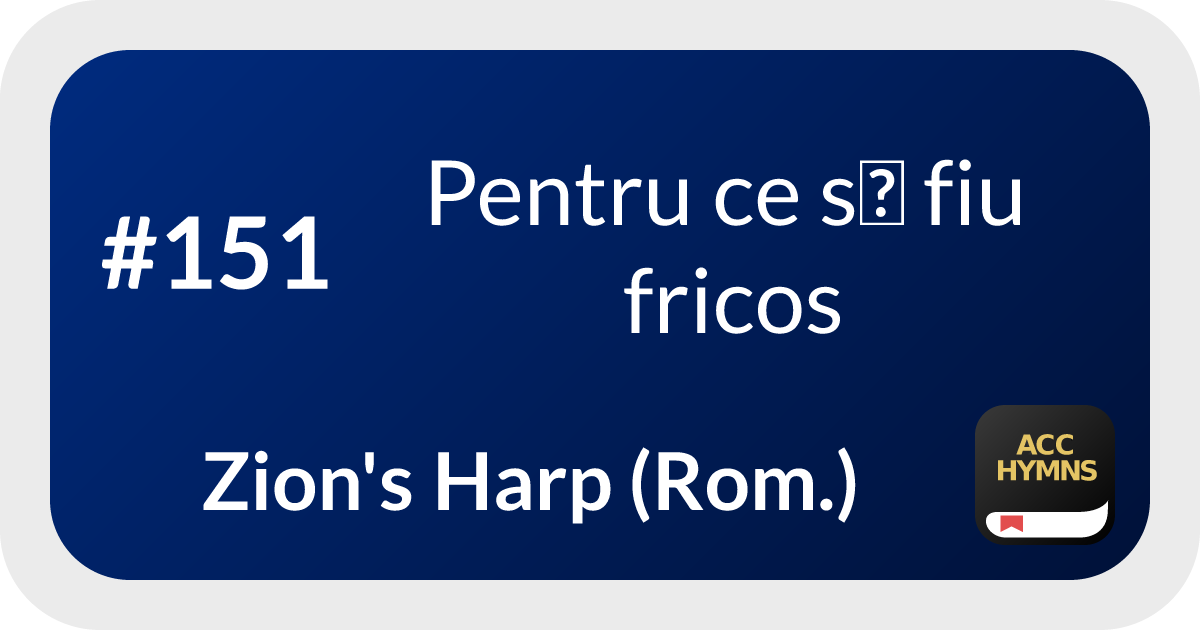 #151
Pentru ce s⍰ fiu
fricos
Zion's Harp (Rom.)
ACC
HYMNS